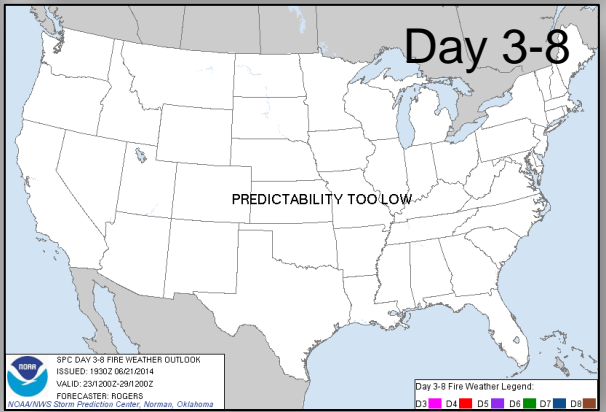 Day 3-8
PREDICTABILITY TOO LOW
NOAA
SPC DAY 3-8 FIRE WEATHER OUTLOOK
ISSUED: 1930Z 06/21/2014
VALID: 23/1200Z-29/1200Z
FORECASTER: ROGERS
NOAA/NWS Storm Prediction Center, Norman, Oklahoma
Day 3-8 Fire Weather Legend:
D3 D4 D5 D6 D7 D8